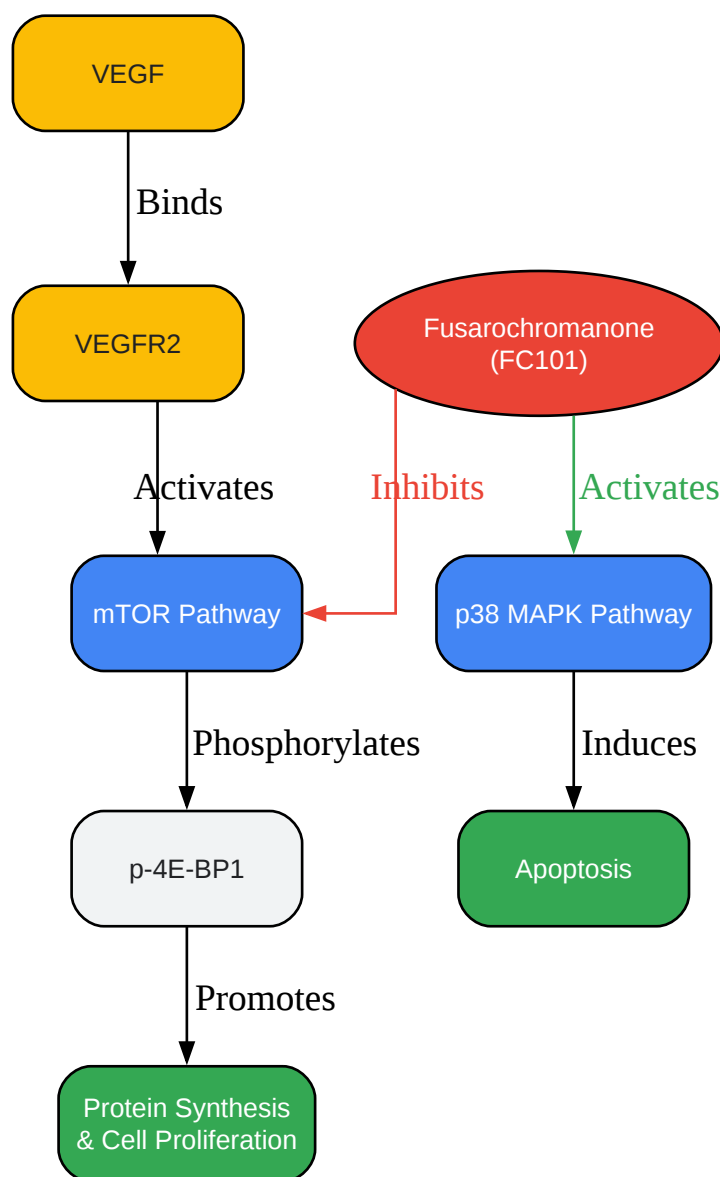 VEGF
Binds
VEGFR2
Fusarochromanone
(FC101)
Activates
Inhibits
Activates
mTOR Pathway
p38 MAPK Pathway
Phosphorylates
Induces
p-4E-BP1
Apoptosis
Promotes
Protein Synthesis
& Cell Proliferation